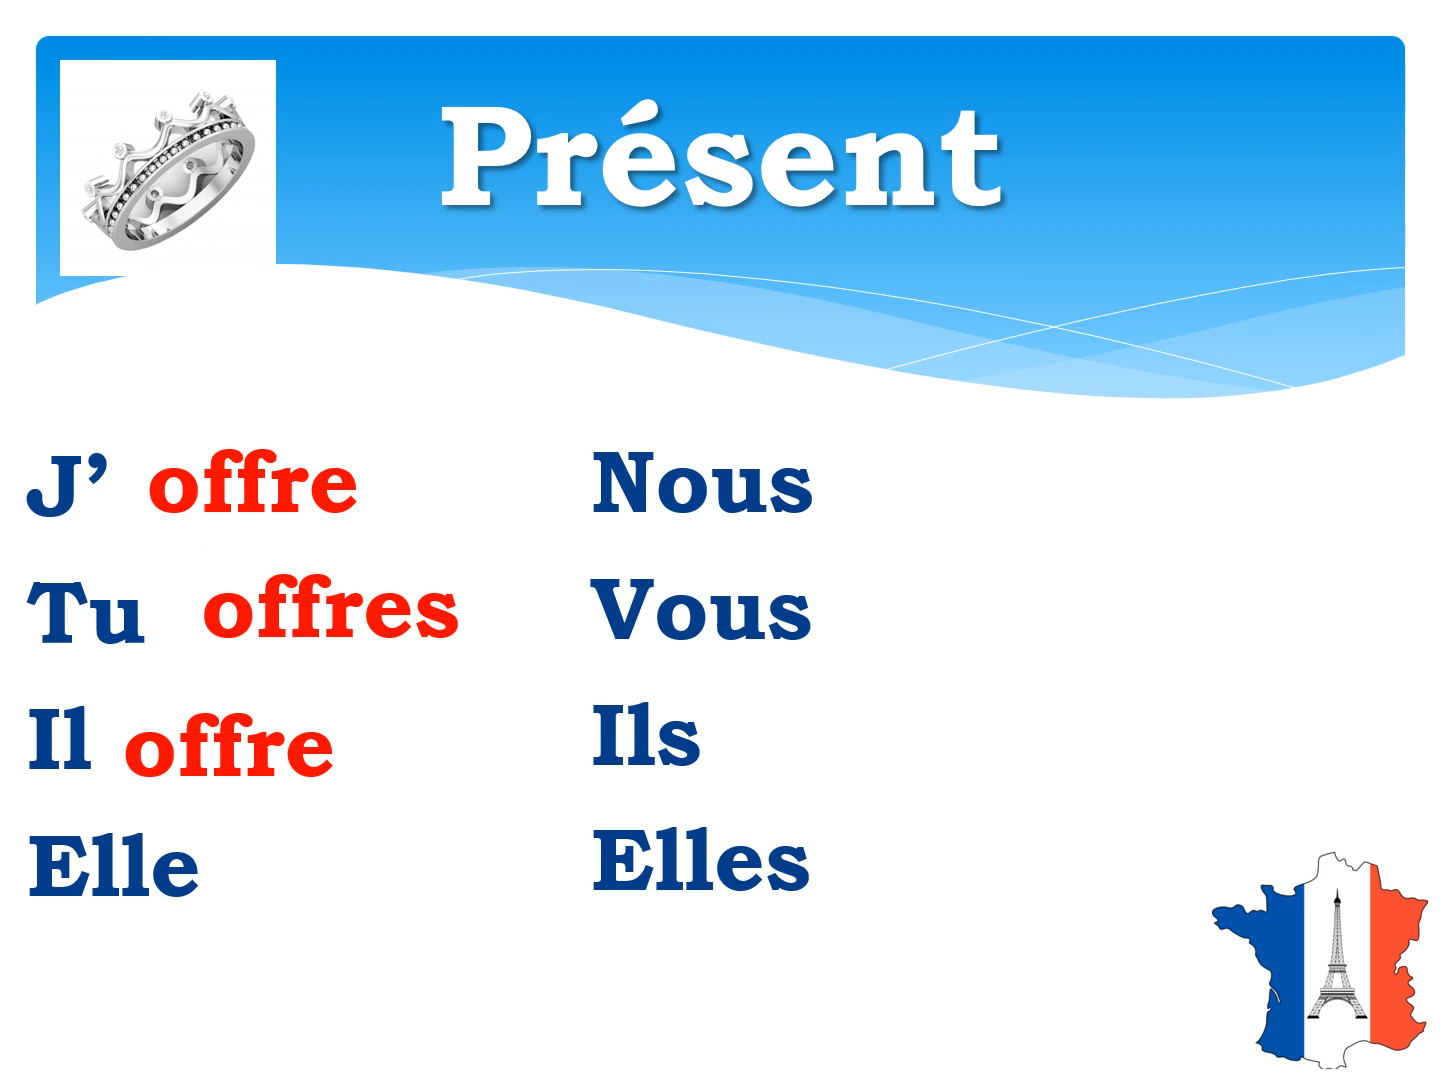 Présent
J’ offre
Tu offres
Il offre
Elle
Nous
Vous
Ils
Elles